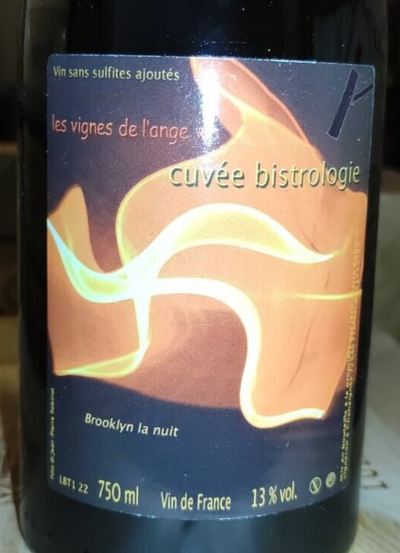 Vin sans sulfites ajoutés
les vignes de l'ange
cuvée bistrologie
Brooklyn la nuit
LBT1 22
750 ml
Vin de France
13 % vol.